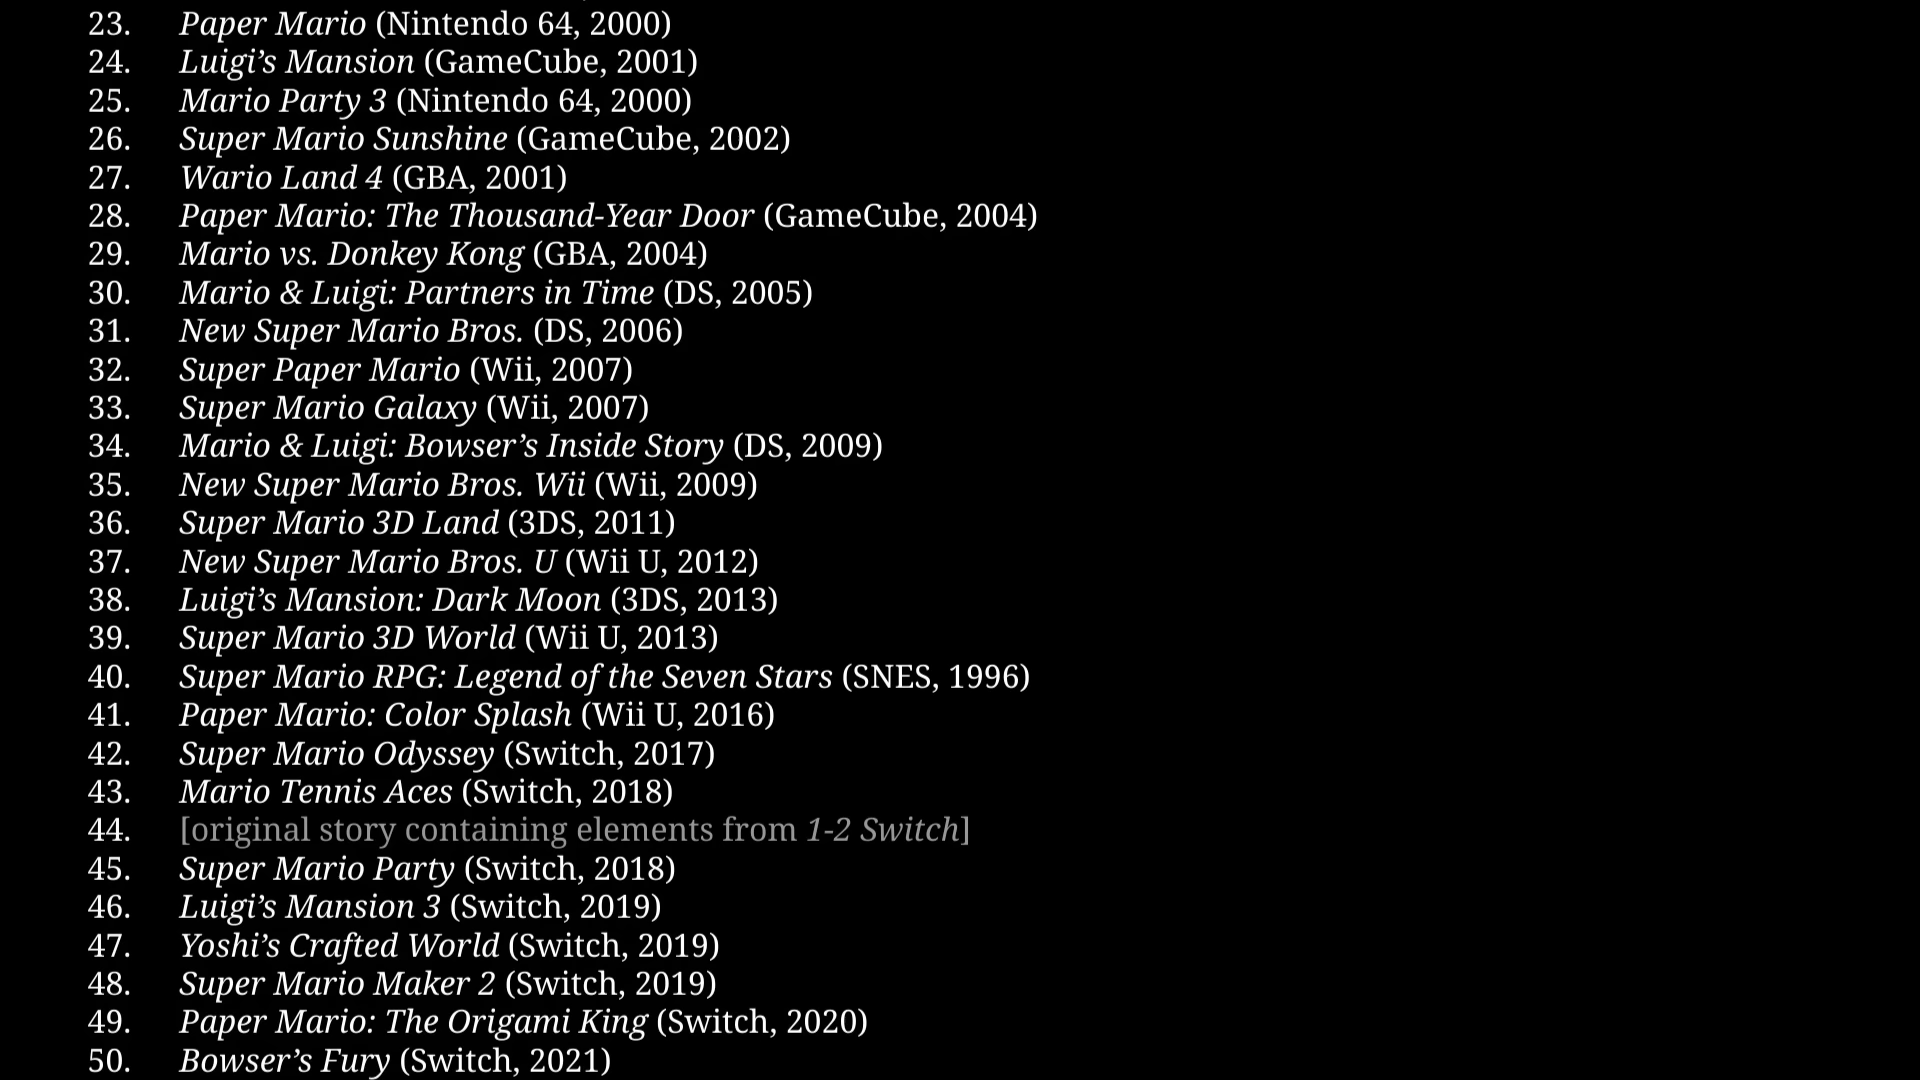 23. Paper Mario (Nintendo 64, 2000)
24. Luigi’s Mansion (GameCube, 2001)
25. Mario Party 3 (Nintendo 64, 2000)
26. Super Mario Sunshine (GameCube, 2002)
27. Wario Land 4 (GBA, 2001)
28. Paper Mario: The Thousand-Year Door (GameCube, 2004)
29. Mario vs. Donkey Kong (GBA, 2004)
30. Mario & Luigi: Partners in Time (DS, 2005)
31. New Super Mario Bros. (DS, 2006)
32. Super Paper Mario (Wii, 2007)
33. Super Mario Galaxy (Wii, 2007)
34. Mario & Luigi: Bowser’s Inside Story (DS, 2009)
35. New Super Mario Bros. Wii (Wii, 2009)
36. Super Mario 3D Land (3DS, 2011)
37. New Super Mario Bros. U (Wii U, 2012)
38. Luigi’s Mansion: Dark Moon (3DS, 2013)
39. Super Mario 3D World (Wii U, 2013)
40. Super Mario RPG: Legend of the Seven Stars (SNES, 1996)
41. Paper Mario: Color Splash (Wii U, 2016)
42. Super Mario Odyssey (Switch, 2017)
43. Mario Tennis Aces (Switch, 2018)
44. [original story containing elements from 1-2 Switch]
45. Super Mario Party (Switch, 2018)
46. Luigi’s Mansion 3 (Switch, 2019)
47. Yoshi’s Crafted World (Switch, 2019)
48. Super Mario Maker 2 (Switch, 2019)
49. Paper Mario: The Origami King (Switch, 2020)
50. Bowser’s Fury (Switch, 2021)